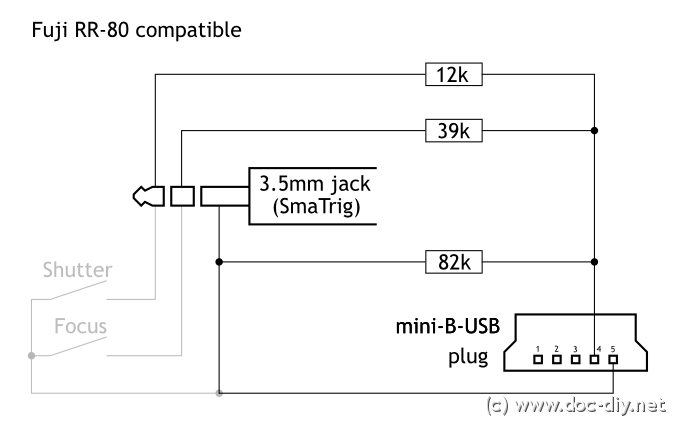 Fuji RR-80 compatible
12k
39k
3.5mm jack
(SmaTrig)
82k
Shutter
Focus
mini-B-USB
plug
1 2 3 4 5
(c) www.doc-diy.net